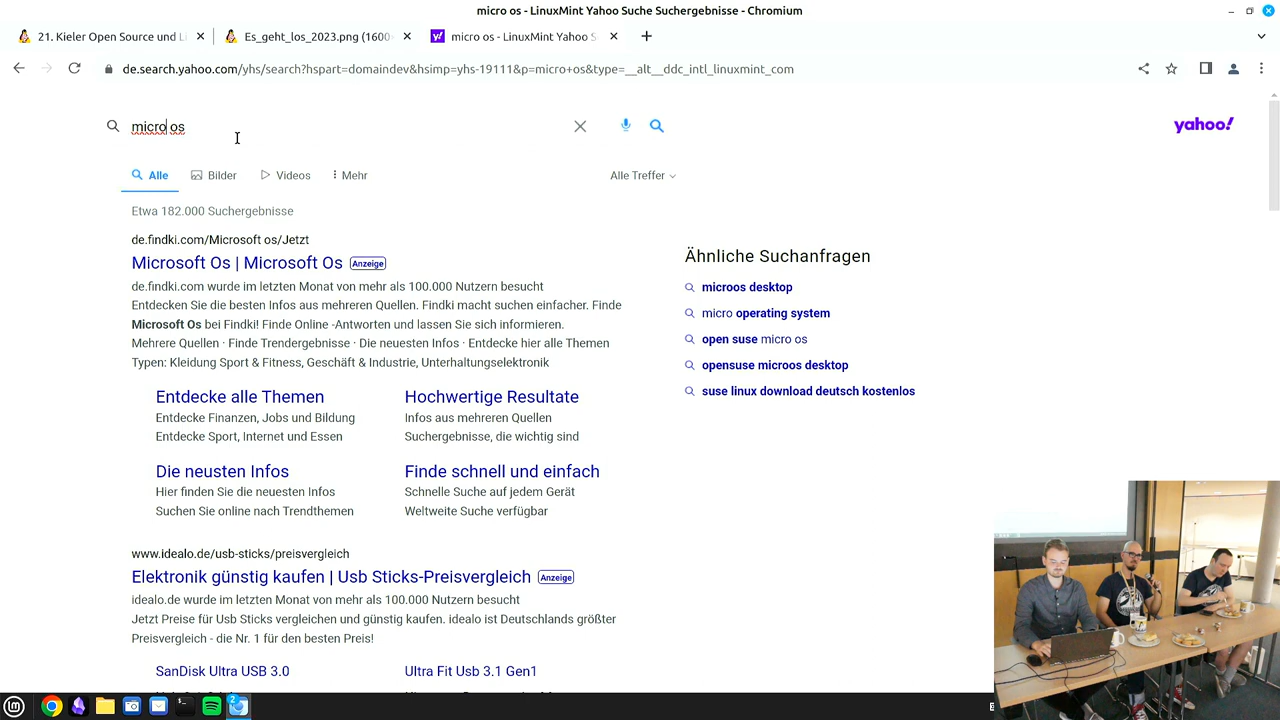 micro os - LinuxMint Yahoo Suche Suchergebnisse - Chromium
21. Kieler Open Source und Li
Es_geht_los_2023.png (1600
micro os - LinuxMint Yahoo S
de.search.yahoo.com/yhs/search?hspart=domaindev&hsimp=yhs-19111&p=micro+os&type=__alt__ddc_intl_linuxmint_com
micro os
yahoo!
Alle
Bilder
Videos
Mehr
Alle Treffer
Etwa 182.000 Suchergebnisse
de.findki.com/Microsoft os/Jetzt
Microsoft Os | Microsoft Os Anzeige
de.findki.com wurde im letzten Monat von mehr als 100.000 Nutzern besucht
Entdecken Sie die besten Infos aus mehreren Quellen. Findki macht suchen einfacher. Finde
Microsoft Os bei Findki! Finde Online -Antworten und lassen Sie sich informieren.
Mehrere Quellen · Finde Trendergebnisse · Die neuesten Infos · Entdecke hier alle Themen
Typen: Kleidung Sport & Fitness, Geschäft & Industrie, Unterhaltungselektronik
Entdecke alle Themen
Entdecke Finanzen, Jobs und Bildung
Entdecke Sport, Internet und Essen
Hochwertige Resultate
Infos aus mehreren Quellen
Suchergebnisse, die wichtig sind
Die neusten Infos
Hier finden Sie die neuesten Infos
Suchen Sie online nach Trendthemen
Finde schnell und einfach
Schnelle Suche auf jedem Gerät
Weltweite Suche verfügbar
www.idealo.de/usb-sticks/preisvergleich
Elektronik günstig kaufen | Usb Sticks-Preisvergleich Anzeige
idealo.de wurde im letzten Monat von mehr als 100.000 Nutzern besucht
Jetzt Preise für Usb Sticks vergleichen und günstig kaufen. idealo ist Deutschlands größter
Preisvergleich - die Nr. 1 für den besten Preis!
SanDisk Ultra USB 3.0
Ultra Fit Usb 3.1 Gen1
Ähnliche Suchanfragen
microos desktop
micro operating system
open suse micro os
opensuse microos desktop
suse linux download deutsch kostenlos
2